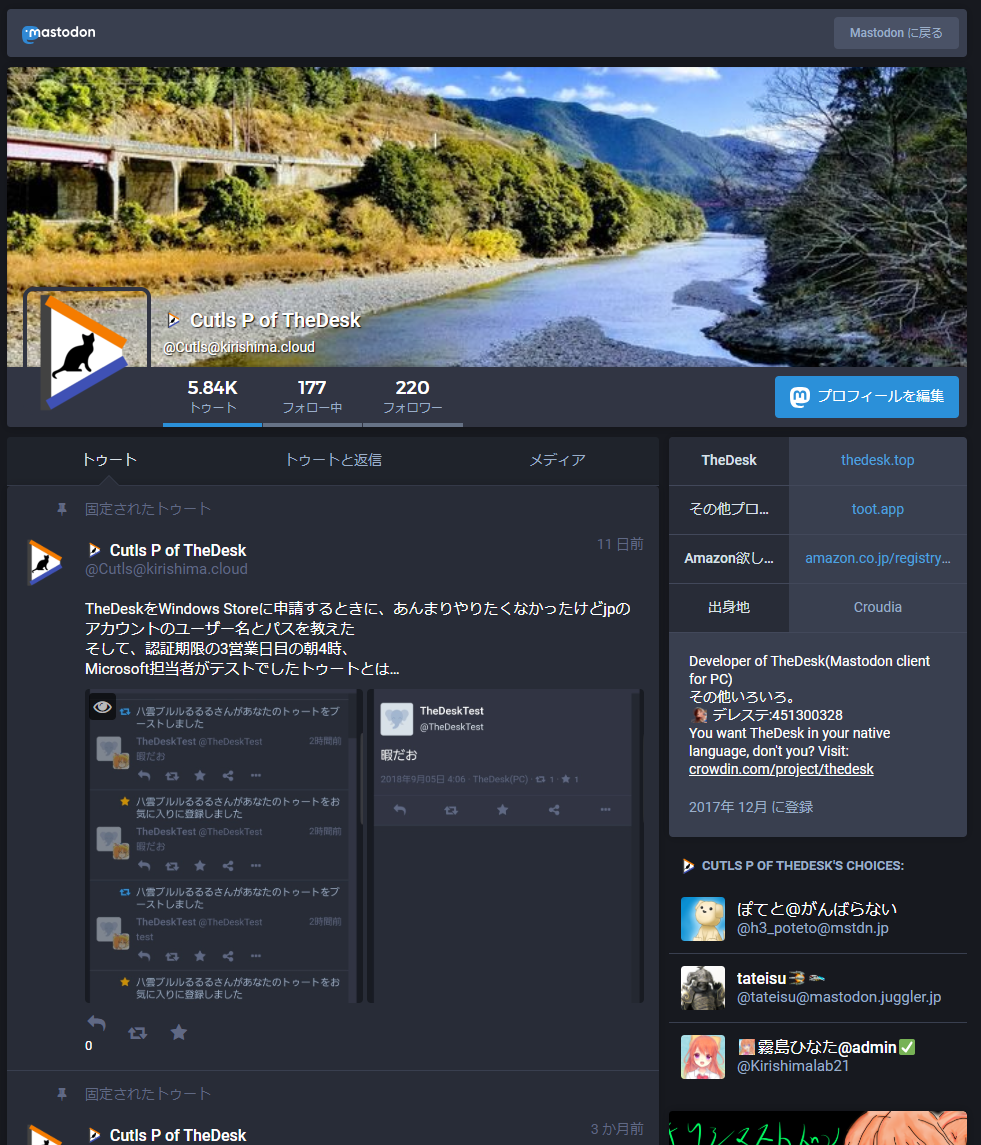 mastodon
Mastodon に戻る
Cutls P of TheDesk
@Cutls@kirishima.cloud
5.84K
トゥート
177
フォロー中
220
フォロワー
プロフィールを編集
トゥート
トゥートと返信
メディア
固定されたトゥート
Cutls P of TheDesk
11 日前
@Cutls@kirishima.cloud
TheDeskをWindows Storeに申請するときに、あんまりやりたくなかったけどjpの
アカウントのユーザー名とパスを教えた
そして、認証期限の3営業日目の朝4時、
Microsoft担当者がテストでしたトゥートとは...
八雲プルルるるるさんがあなたのトゥートをブ
ーストしました
TheDeskTest @TheDeskTest 2時間前
暇だお
八雲プルルるるるさんがあなたのトゥートをお
気に入りに登録しました
TheDeskTest @TheDeskTest 2時間前
暇だお
八雲プルルるるるさんがあなたのトゥートをブ
ーストしました
TheDeskTest @TheDeskTest 2時間前
test
八雲プルルるるるさんがあなたのトゥートをお
気に入りに登録しました
TheDeskTest
@TheDeskTest
暇だお
2018年9月05日 4:06 · TheDesk(PC) · 1 · 1
0
固定されたトゥート
Cutls P of TheDesk
3 か月前
TheDesk
thedesk.top
その他プロ...
toot.app
Amazon欲し...
amazon.co.jp/registry...
出身地
Croudia
Developer of TheDesk(Mastodon client
for PC)
その他いろいろ。
デレステ:451300328
You want TheDesk in your native
language, don't you? Visit:
crowdin.com/project/thedesk
2017年 12月 に登録
CUTLS P OF THEDESK'S CHOICES:
ぽてと@がんばらない
@h3_poteto@mstdn.jp
tateisu
@tateisu@mastodon.juggler.jp
霧島ひなた@admin
@Kirishimalab21